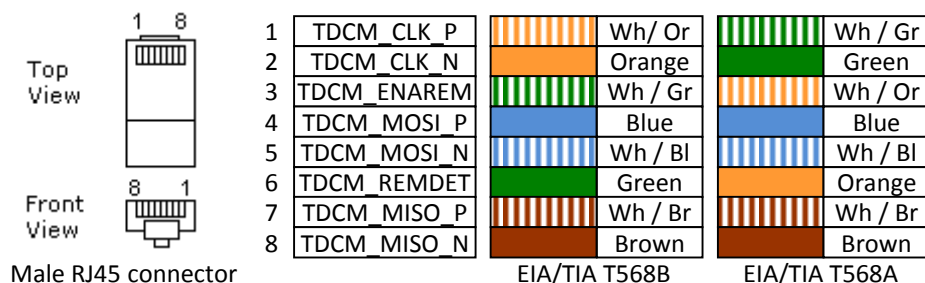 1 8
Top
View
8 1
Front
View
Male RJ45 connector
1 TDCM_CLK_P Wh/ Or Wh / Gr
2 TDCM_CLK_N Orange Green
3 TDCM_ENAREM Wh / Gr Wh / Or
4 TDCM_MOSI_P Blue Blue
5 TDCM_MOSI_N Wh / Bl Wh / Bl
6 TDCM_REMDET Green Orange
7 TDCM_MISO_P Wh / Br Wh / Br
8 TDCM_MISO_N Brown Brown
EIA/TIA T568B EIA/TIA T568A